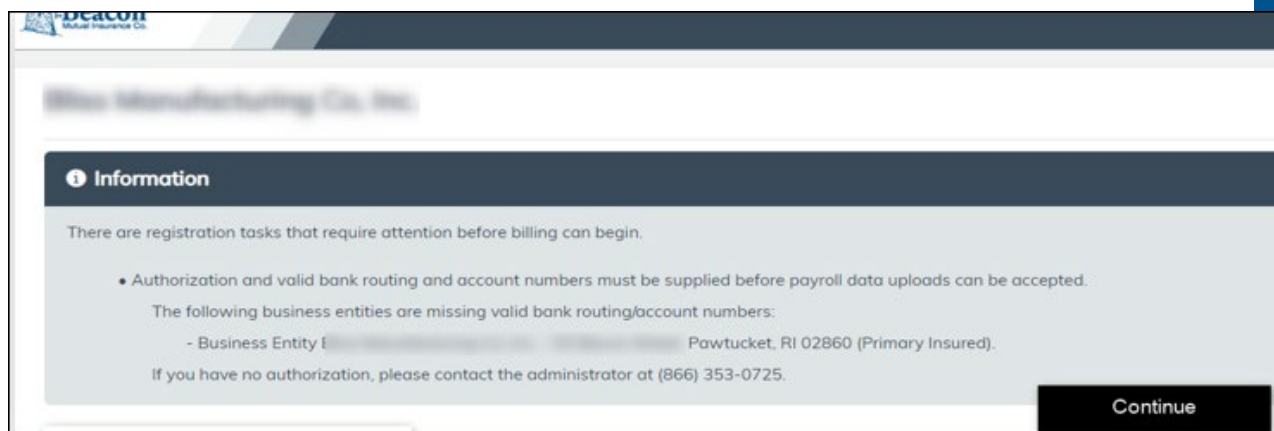 Beacon
Mutual Insurance Co.
Information
There are registration tasks that require attention before billing can begin.
• Authorization and valid bank routing and account numbers must be supplied before payroll data uploads can be accepted.
The following business entities are missing valid bank routing/account numbers:
- Business Entity Pawtucket, RI 02860 (Primary Insured).
If you have no authorization, please contact the administrator at (866) 353-0725.
Continue